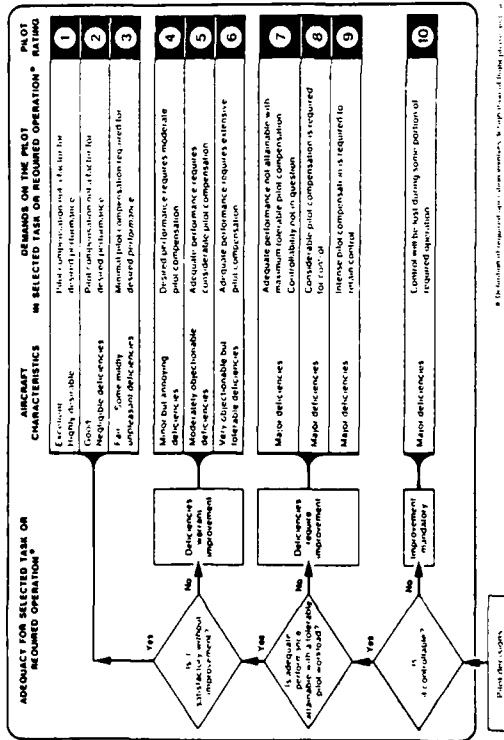 ADEQUACY FOR SELECTED TASK OR
REQUIRED OPERATION*
AIRCRAFT
CHARACTERISTICS
DEMANDS ON THE PILOT
IN SELECTED TASK OR REQUIRED OPERATION*
PILOT
RATING
Excellent
Highly desirable
Pilot compensation not a factor for
desired performance
1
Good
Negligible deficiencies
Pilot compensation not a factor for
desired performance
2
Fair Some mildly
unpleasant deficiencies
Minimal pilot compensation required for
desired performance
3
Yes
Is it
satisfactory without
improvement?
No
Deficiencies
warrant
improvement
Minor but annoying
deficiencies
Desired performance requires moderate
pilot compensation
4
Moderately objectionable
deficiencies
Adequate performance requires
considerable pilot compensation
5
Very objectionable but
tolerable deficiencies
Adequate performance requires extensive
pilot compensation
6
Yes
Is adequate
performance
attainable with a tolerable
pilot workload?
No
Deficiencies
require
improvement
Major deficiencies
Adequate performance not attainable with
maximum tolerable pilot compensation
Controllability not in question
7
Major deficiencies
Considerable pilot compensation is required
for control
8
Major deficiencies
Intense pilot compensation is required to
retain control
9
Yes
Is
it controllable?
No
Improvement
mandatory
Major deficiencies
Control will be lost during some portion of
required operation
10
Pilot decisions
* Definition of required operation involves designation of flight phase